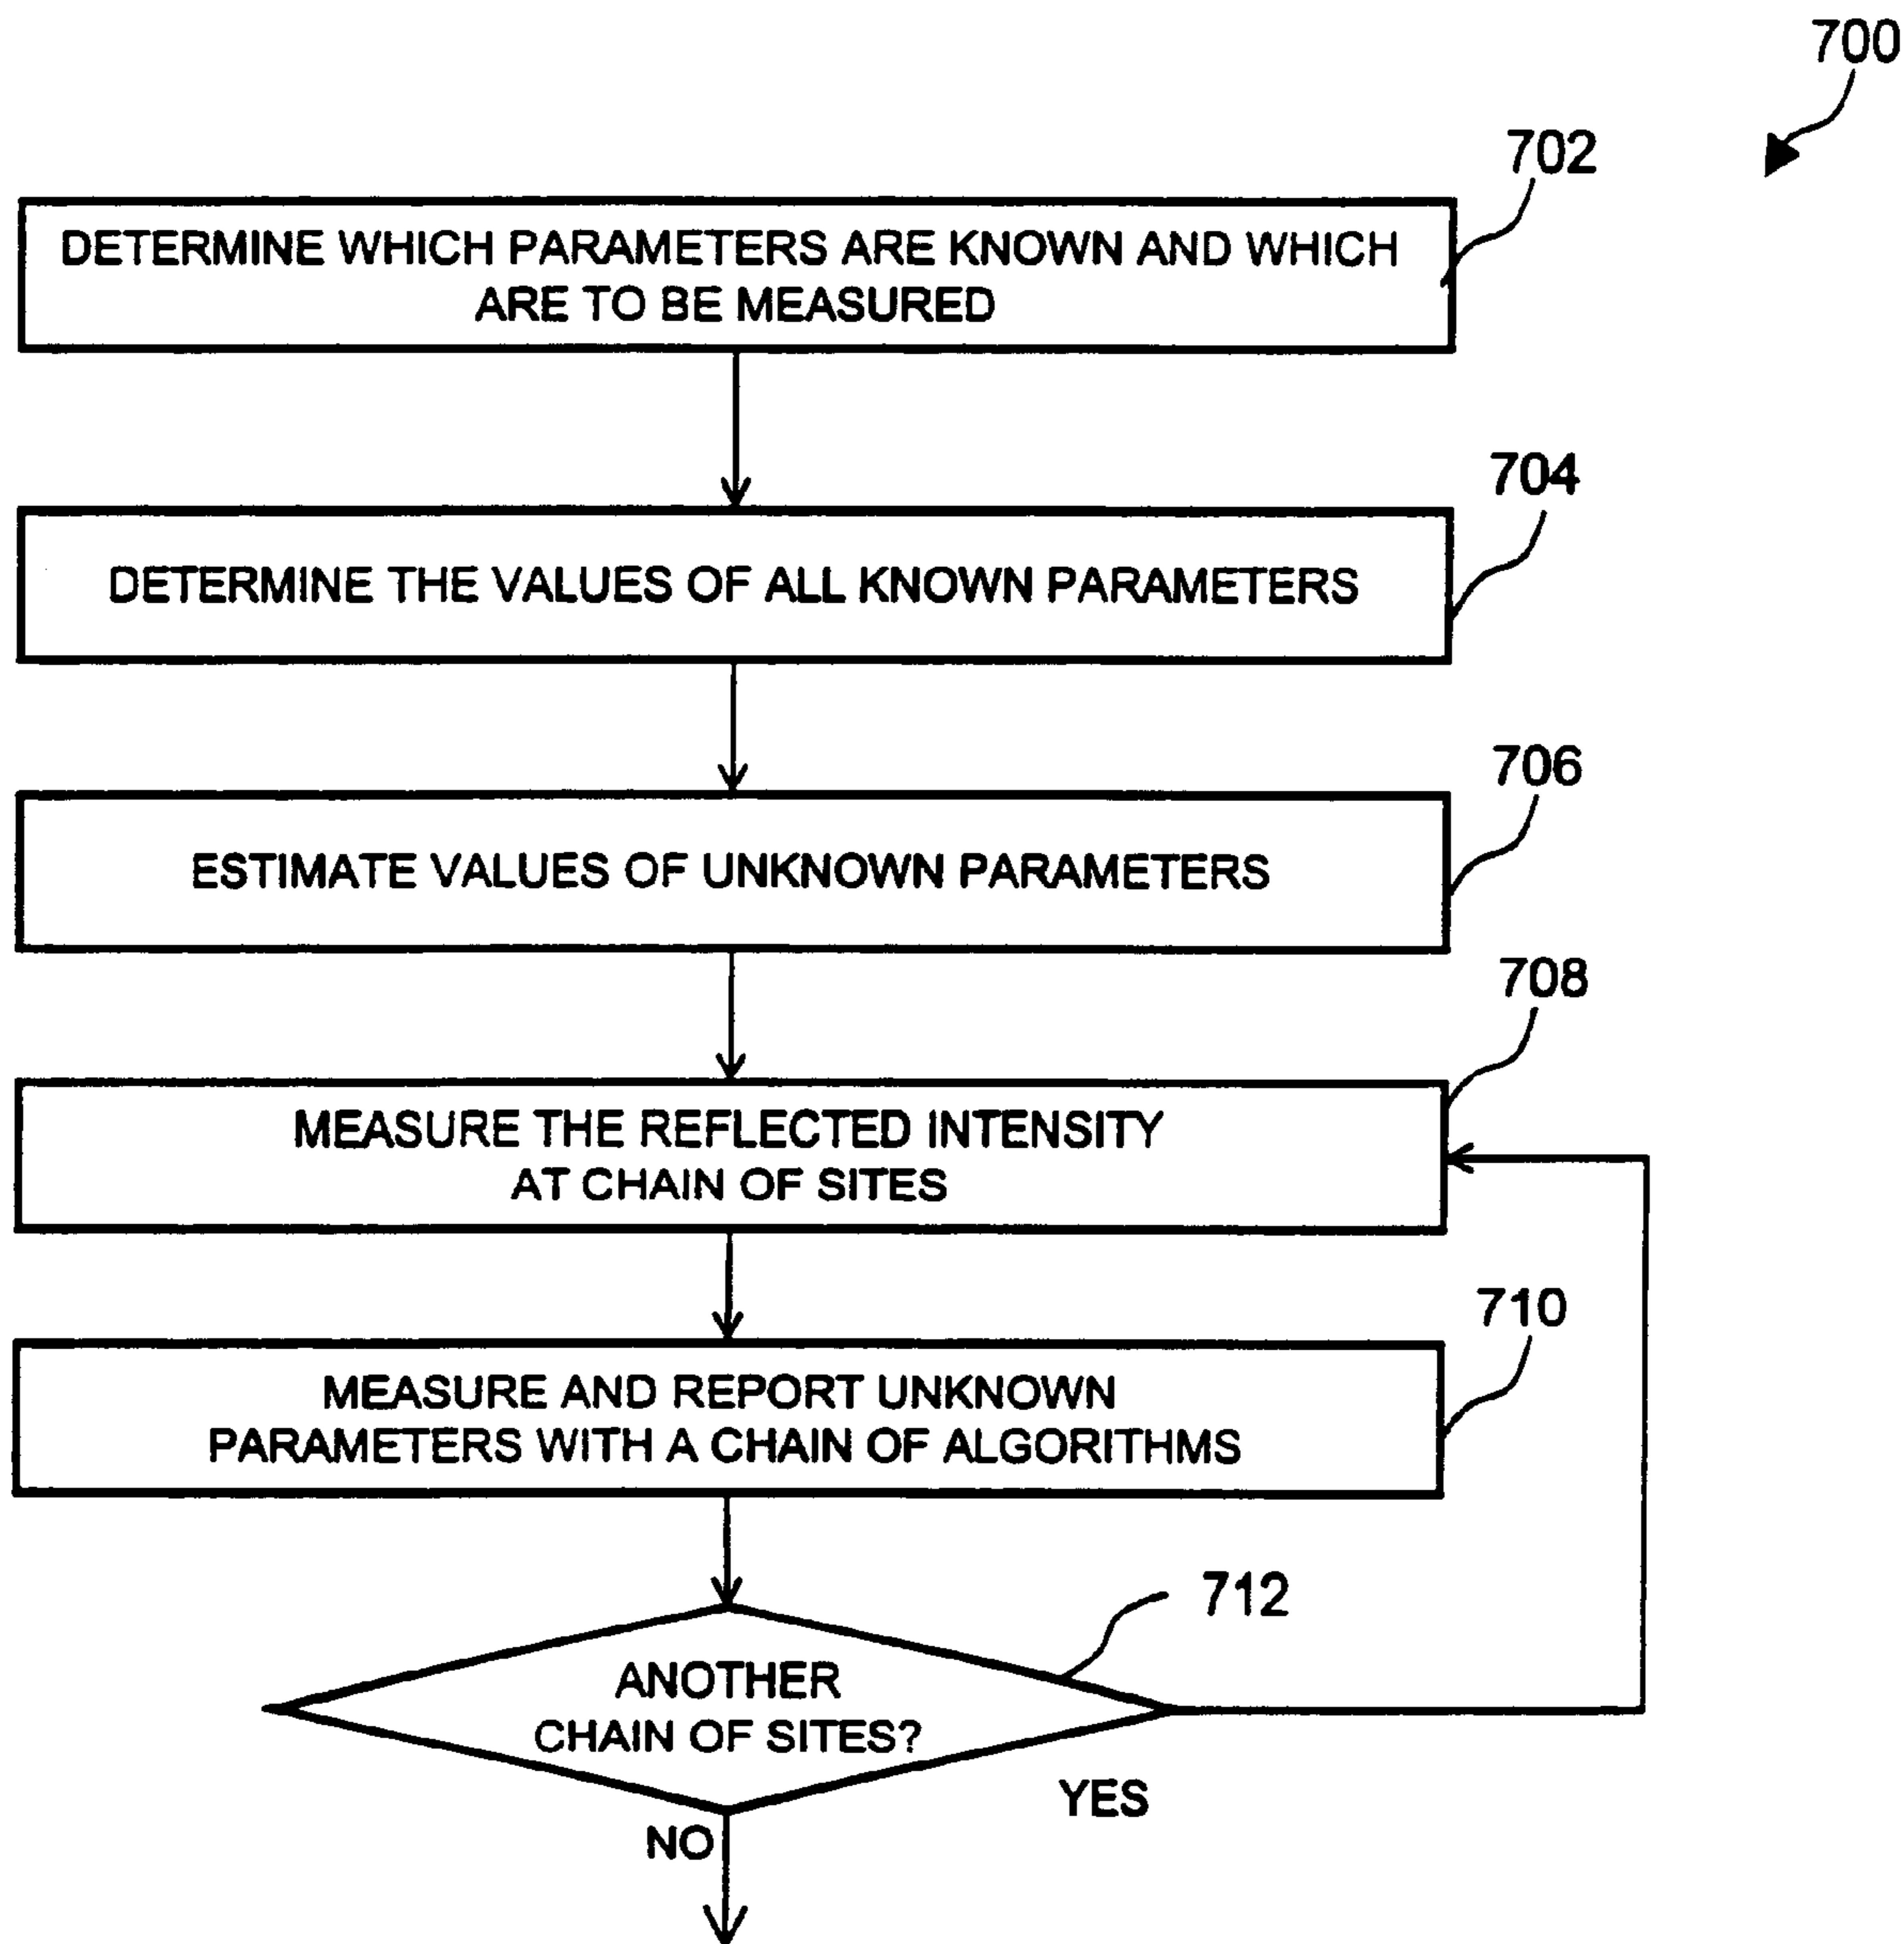 700
702
DETERMINE WHICH PARAMETERS ARE KNOWN AND WHICH
ARE TO BE MEASURED
704
DETERMINE THE VALUES OF ALL KNOWN PARAMETERS
706
ESTIMATE VALUES OF UNKNOWN PARAMETERS
708
MEASURE THE REFLECTED INTENSITY
AT CHAIN OF SITES
710
MEASURE AND REPORT UNKNOWN
PARAMETERS WITH A CHAIN OF ALGORITHMS
712
ANOTHER
CHAIN OF SITES?
YES
NO